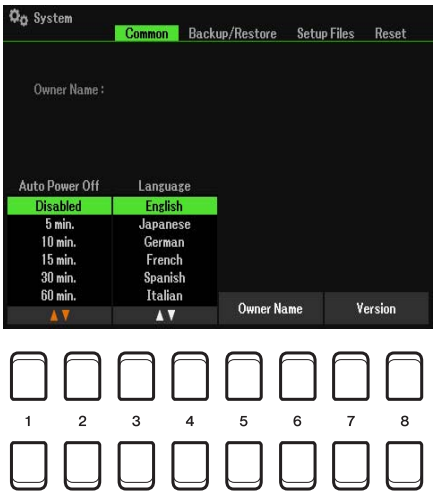 System
Common Backup/Restore Setup Files Reset
Owner Name :
Auto Power Off Language
Disabled English
5 min. Japanese
10 min. German
15 min. French
30 min. Spanish
60 min. Italian
Owner Name Version
1 2 3 4 5 6 7 8